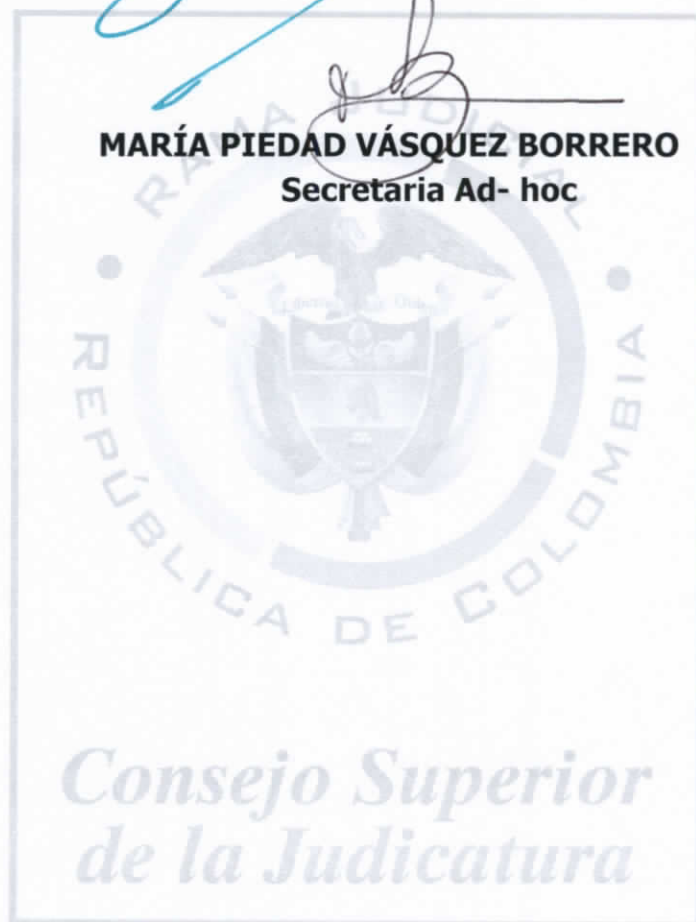 MARÍA PIEDAD VÁSQUEZ BORRERO
Secretaria Ad- hoc
RAMA JUDICIAL
REPÚBLICA DE COLOMBIA
Consejo Superior
de la Judicatura